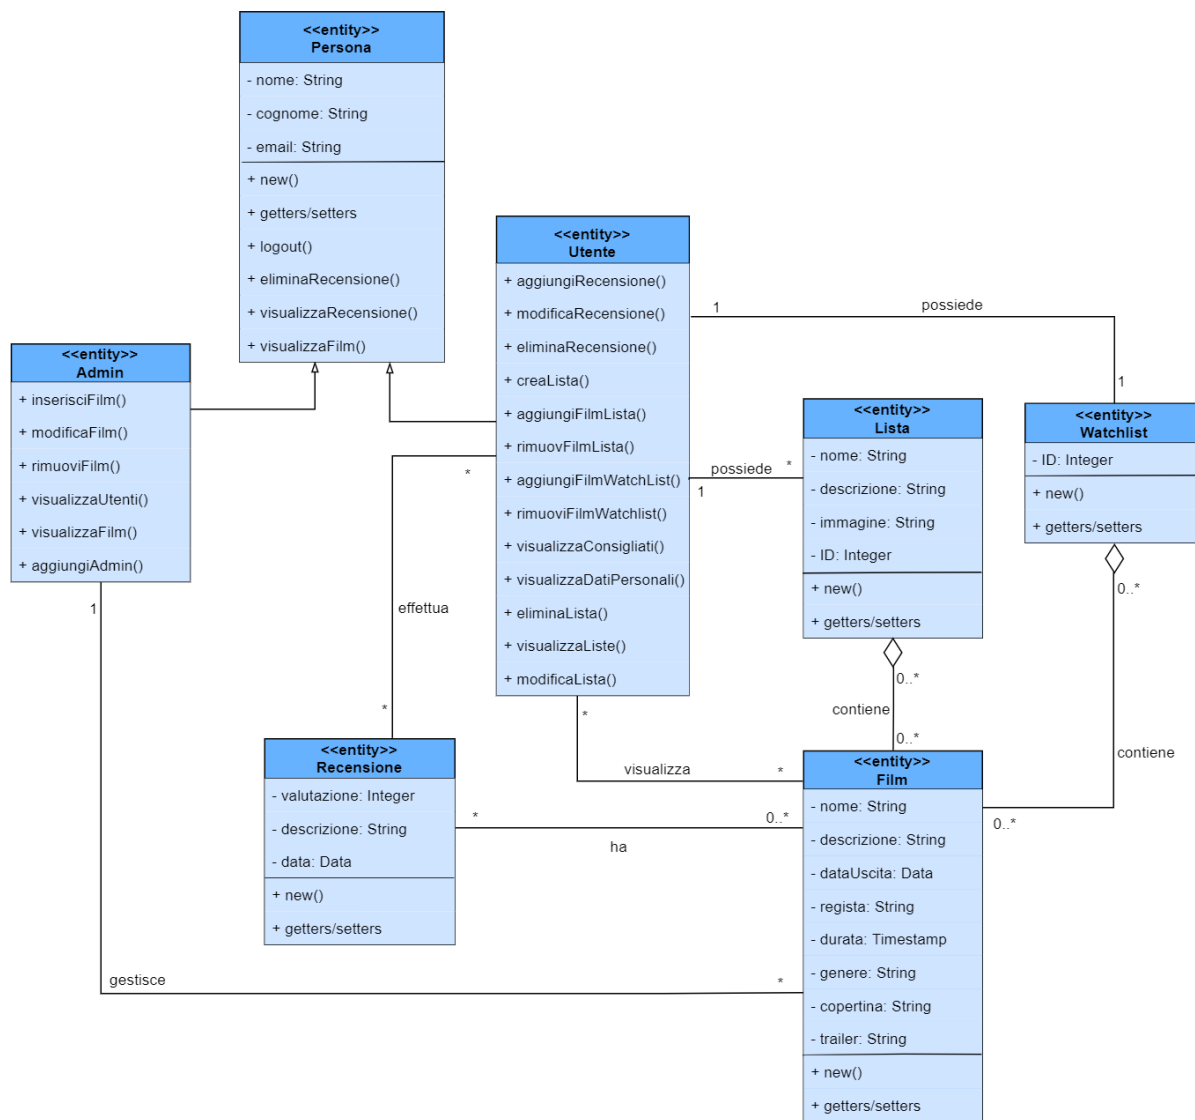 <<entity>>
Persona
- nome: String
- cognome: String
- email: String
+ new()
+ getters/setters
+ logout()
+ eliminaRecensione()
+ visualizzaRecensione()
+ visualizzaFilm()
<<entity>>
Admin
+ inserisciFilm()
+ modificaFilm()
+ rimuoviFilm()
+ visualizzaUtenti()
+ visualizzaFilm()
+ aggiungiAdmin()
1
<<entity>>
Utente
+ aggiungiRecensione()
+ modificaRecensione()
+ eliminaRecensione()
+ creaLista()
+ aggiungiFilmLista()
+ rimuovFilmLista()
+ aggiungiFilmWatchList()
+ rimuoviFilmWatchlist()
+ visualizzaConsigliati()
+ visualizzaDatiPersonali()
+ eliminaLista()
+ visualizzaListe()
+ modificaLista()
possiede
1
1
possiede
*
1
<<entity>>
Lista
- nome: String
- descrizione: String
- immagine: String
- ID: Integer
+ new()
+ getters/setters
<<entity>>
Watchlist
- ID: Integer
+ new()
+ getters/setters
0..*
*
effettua
*
0..*
contiene
0..*
contiene
0..*
*
visualizza
*
<<entity>>
Recensione
- valutazione: Integer
- descrizione: String
- data: Data
+ new()
+ getters/setters
*
0..*
ha
<<entity>>
Film
- nome: String
- descrizione: String
- dataUscita: Data
- regista: String
- durata: Timestamp
- genere: String
- copertina: String
- trailer: String
+ new()
+ getters/setters
gestisce
*